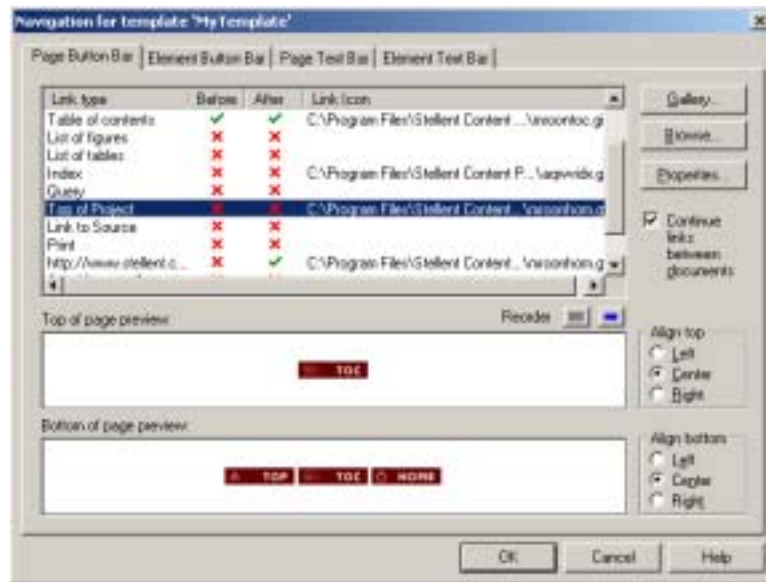 Navigation for template 'MyTemplate'
Page Button Bar
Element Button Bar
Page Text Bar
Element Text Bar
Link type Before After Link Icon
Table of contents C:\Program Files\Stellent Content ...\mroontoc.gi
List of figures
List of tables
Index C:\Program Files\Stellent Content P...
Query
Top of Project C:\Program Files\Stellent Content...\mroonhom.g
Link to Source
Print
http://www.stellent.c... C:\Program Files\Stellent Content...\mroonhom.g
Gallery...
Browse...
Properties...
Continue
links
between
documents
Top of page preview:
Reorder
TOC
Align top
Left
Center
Right
Bottom of page preview:
TOP TOC HOME
Align bottom
Left
Center
Right
OK Cancel Help